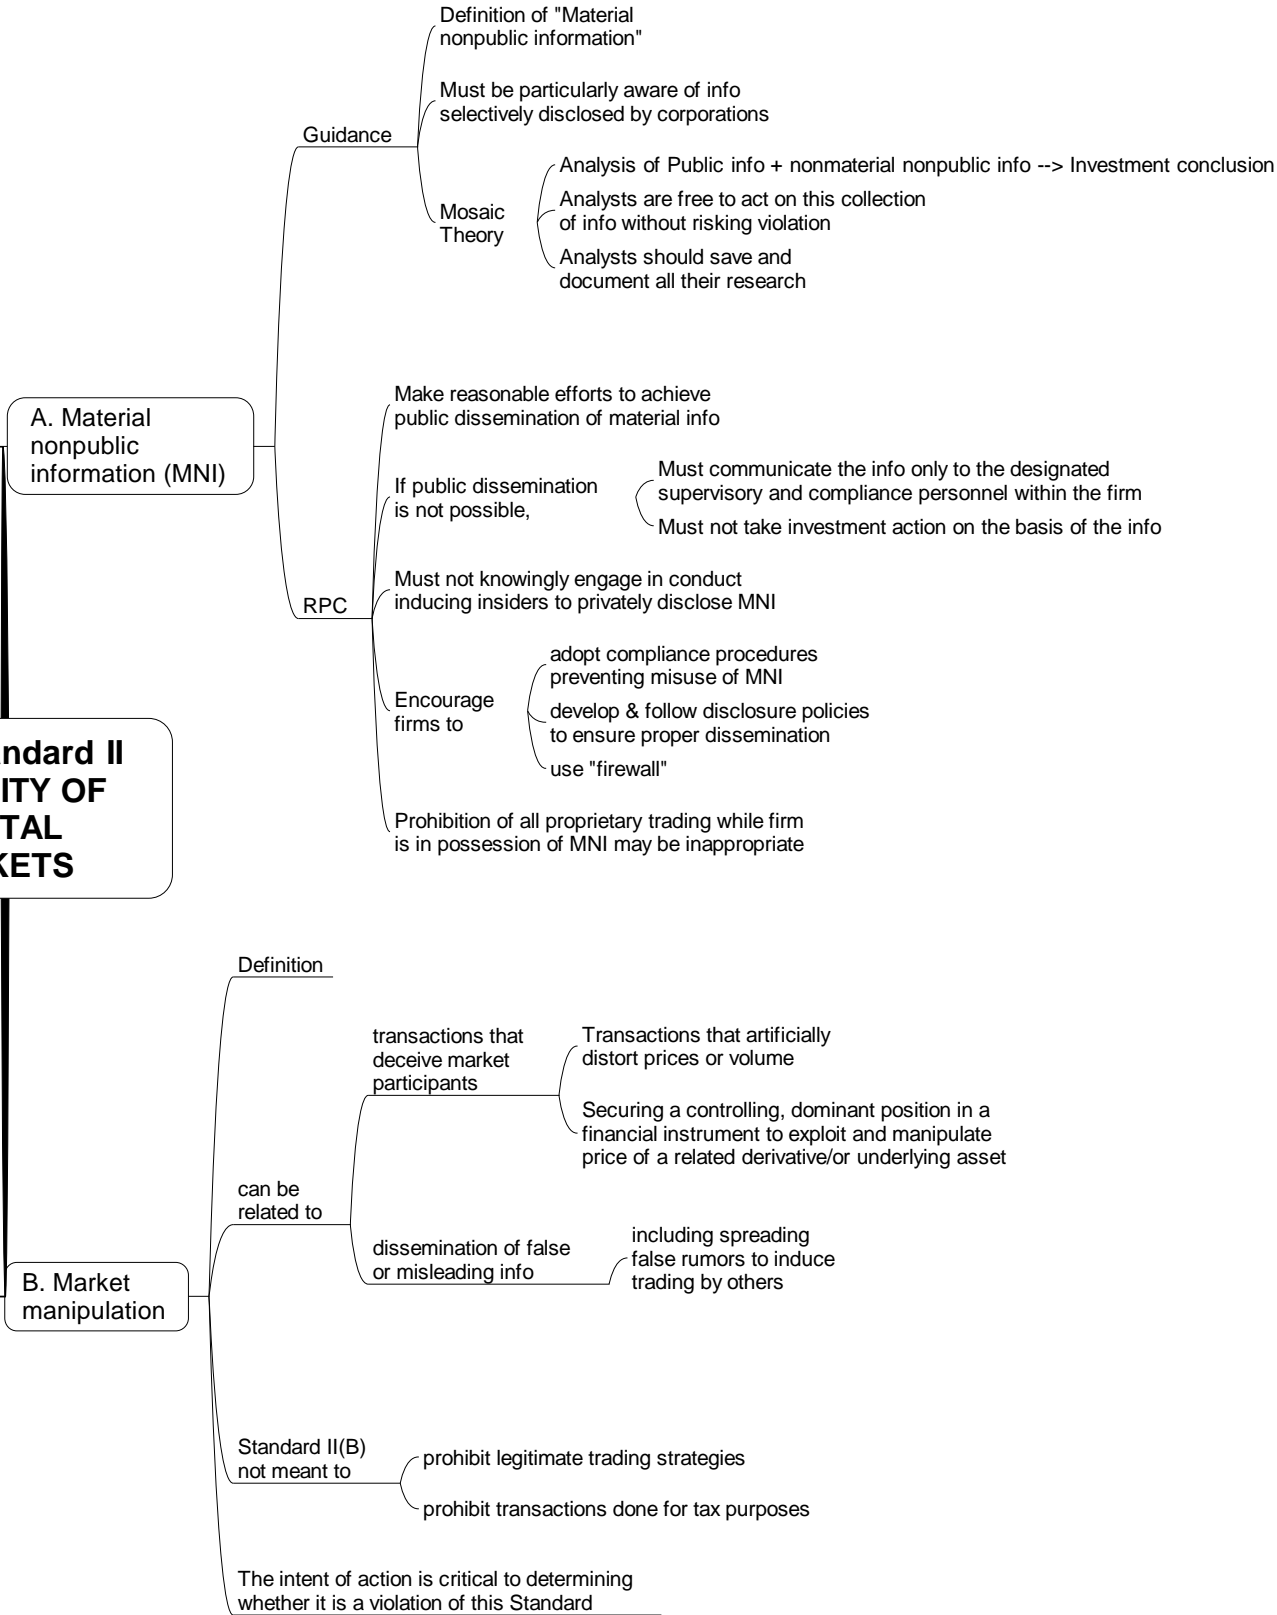 Definition of "Material
nonpublic information"
Must be particularly aware of info
selectively disclosed by corporations
Guidance
Analysis of Public info + nonmaterial nonpublic info --> Investment conclusion
Mosaic
Theory
Analysts are free to act on this collection
of info without risking violation
Analysts should save and
document all their research
A. Material
nonpublic
information (MNI)
Make reasonable efforts to achieve
public dissemination of material info
If public dissemination
is not possible,
Must communicate the info only to the designated
supervisory and compliance personnel within the firm
Must not take investment action on the basis of the info
RPC
Must not knowingly engage in conduct
inducing insiders to privately disclose MNI
Encourage
firms to
adopt compliance procedures
preventing misuse of MNI
develop & follow disclosure policies
to ensure proper dissemination
use "firewall"
Prohibition of all proprietary trading while firm
is in possession of MNI may be inappropriate
ndard II
ITY OF
TAL
KETS
Definition
transactions that
deceive market
participants
Transactions that artificially
distort prices or volume
Securing a controlling, dominant position in a
financial instrument to exploit and manipulate
price of a related derivative/or underlying asset
can be
related to
dissemination of false
or misleading info
including spreading
false rumors to induce
trading by others
B. Market
manipulation
Standard II(B)
not meant to
prohibit legitimate trading strategies
prohibit transactions done for tax purposes
The intent of action is critical to determining
whether it is a violation of this Standard